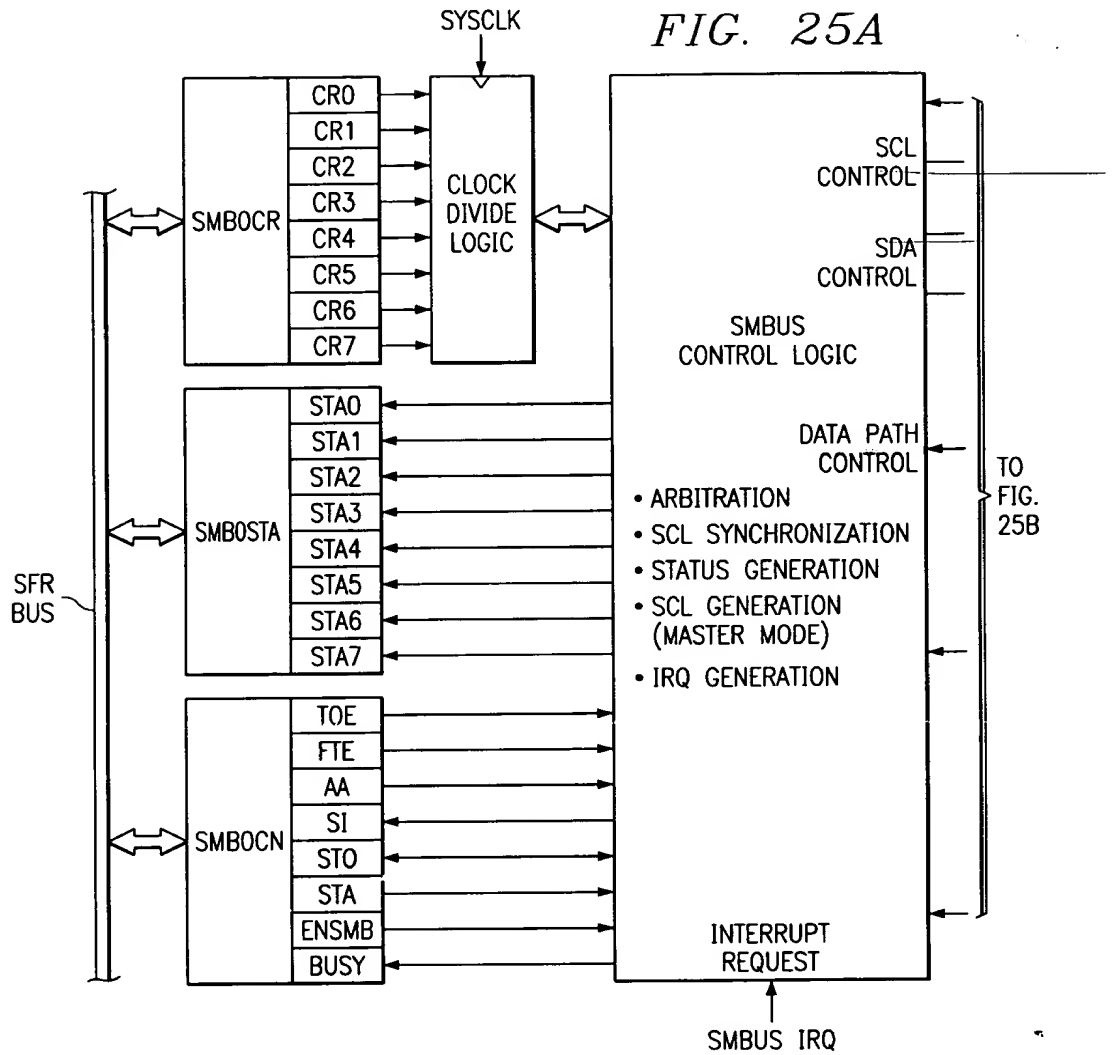 FIG. 25A
SYSCLK
SMB0CR
CR0
CR1
CR2
CR3
CR4
CR5
CR6
CR7
CLOCK
DIVIDE
LOGIC
SCL
CONTROL
SDA
CONTROL
SMBUS
CONTROL LOGIC
DATA PATH
CONTROL
• ARBITRATION
• SCL SYNCHRONIZATION
• STATUS GENERATION
• SCL GENERATION
(MASTER MODE)
• IRQ GENERATION
TO
FIG.
25B
SFR
BUS
SMB0STA
STA0
STA1
STA2
STA3
STA4
STA5
STA6
STA7
SMB0CN
TOE
FTE
AA
SI
STO
STA
ENSMB
BUSY
INTERRUPT
REQUEST
SMBUS IRQ